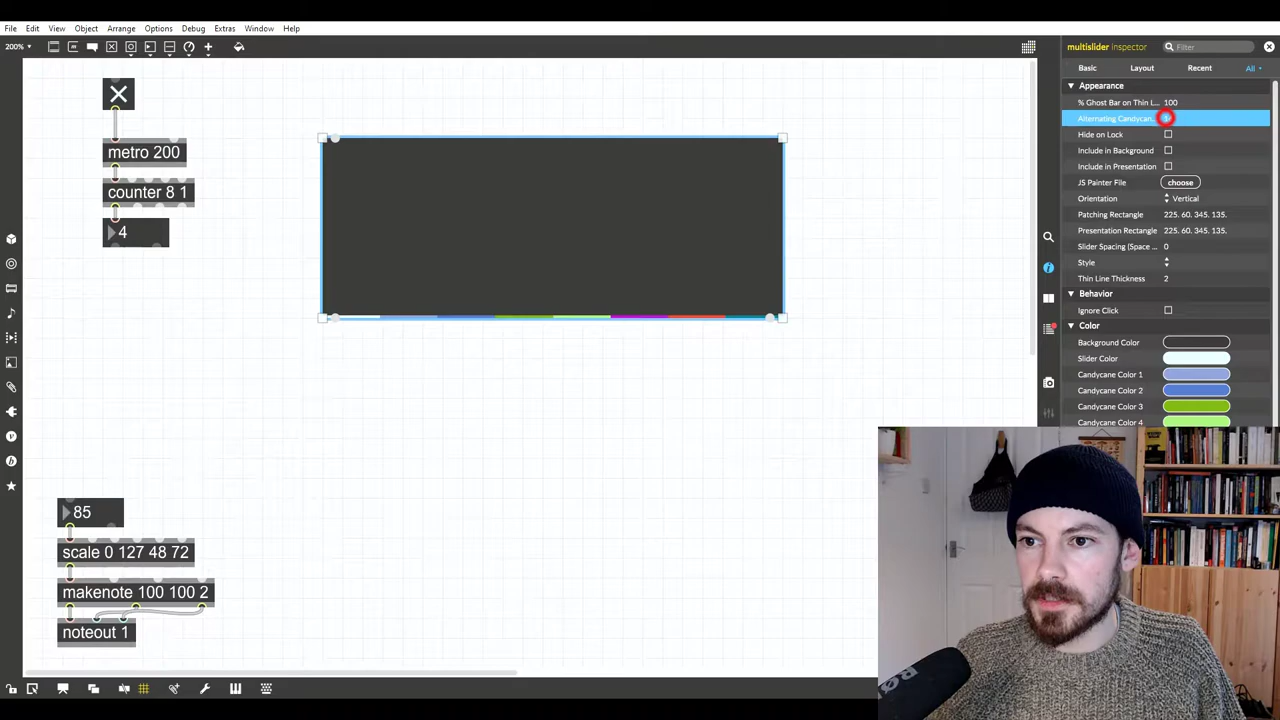 File Edit View Object Arrange Options Debug Extras Window Help
200%
multislider inspector Filter
Basic Layout Recent All
Appearance
% Ghost Bar on Thin L... 100
Alternating Candycan...
Hide on Lock
Include in Background
Include in Presentation
JS Painter File choose
Orientation Vertical
Patching Rectangle 225. 60. 345. 135.
Presentation Rectangle 225. 60. 345. 135.
Slider Spacing (Space ... 0
Style
Thin Line Thickness 2
Behavior
Ignore Click
Color
Background Color
Slider Color
Candycane Color 1
Candycane Color 2
Candycane Color 3
Candycane Color 4
metro 200
counter 8 1
4
85
scale 0 127 48 72
makenote 100 100 2
noteout 1